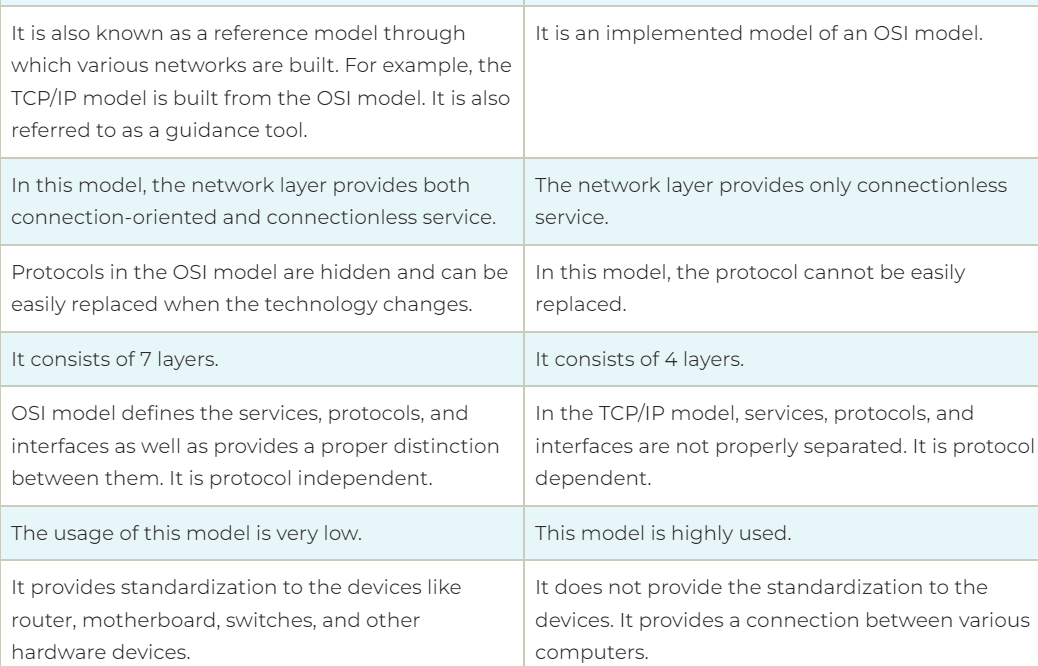 It is also known as a reference model through
which various networks are built. For example, the
TCP/IP model is built from the OSI model. It is also
referred to as a guidance tool.
It is an implemented model of an OSI model.
In this model, the network layer provides both
connection-oriented and connectionless service.
The network layer provides only connectionless
service.
Protocols in the OSI model are hidden and can be
easily replaced when the technology changes.
In this model, the protocol cannot be easily
replaced.
It consists of 7 layers.
It consists of 4 layers.
OSI model defines the services, protocols, and
interfaces as well as provides a proper distinction
between them. It is protocol independent.
In the TCP/IP model, services, protocols, and
interfaces are not properly separated. It is protocol
dependent.
The usage of this model is very low.
This model is highly used.
It provides standardization to the devices like
router, motherboard, switches, and other
hardware devices.
It does not provide the standardization to the
devices. It provides a connection between various
computers.